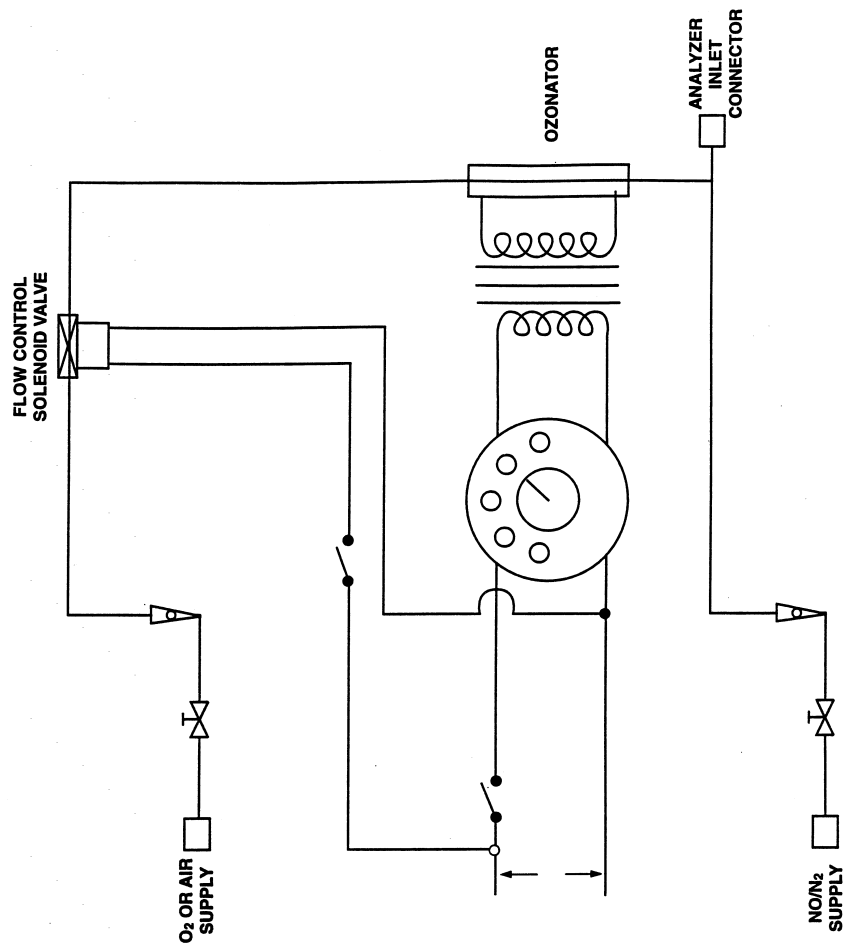 FLOW CONTROL
SOLENOID VALVE
OZONATOR
ANALYZER
INLET
CONNECTOR
O₂ OR AIR
SUPPLY
NO/N₂
SUPPLY